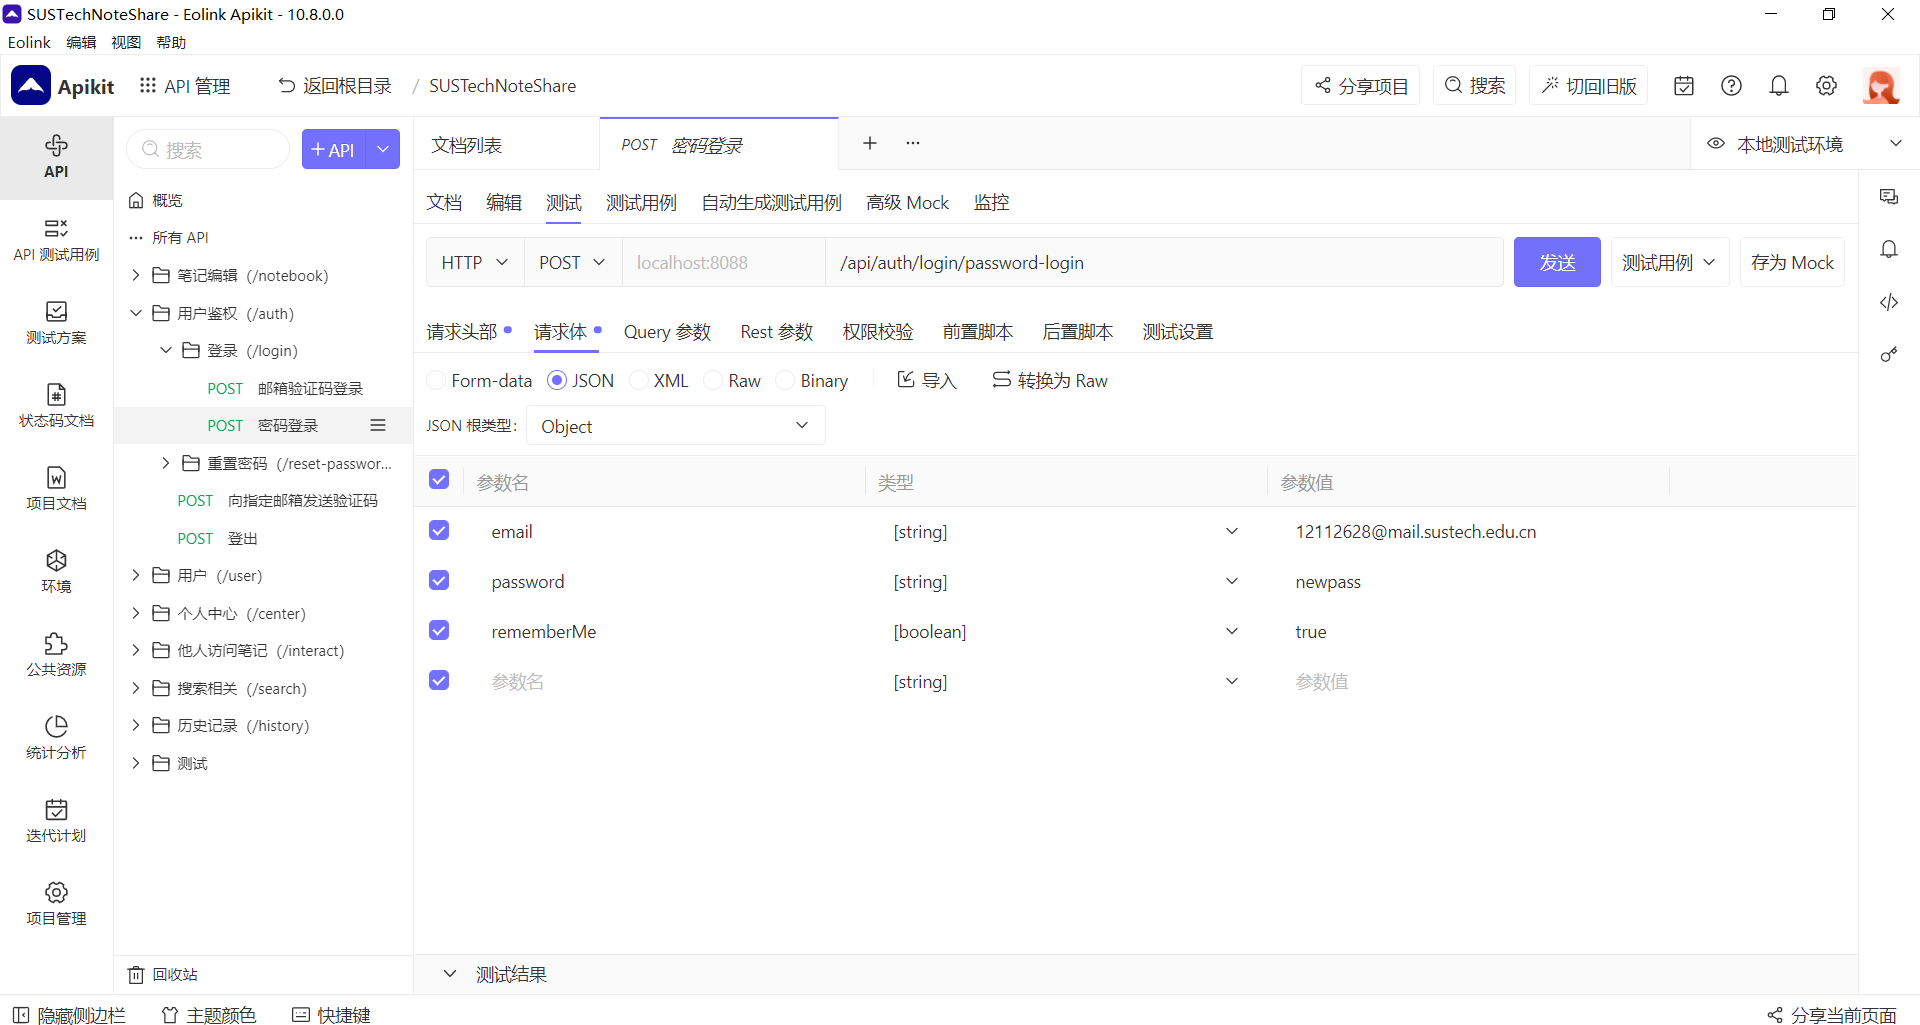 SUSTechNoteShare - Eolink Apikit - 10.8.0.0
Eolink 编辑 视图 帮助
Apikit API 管理 返回根目录 / SUSTechNoteShare 分享项目 搜索 切回旧版
API
API 测试用例
测试方案
状态码文档
项目文档
环境
公共资源
统计分析
迭代计划
项目管理
搜索 +API
概览
所有 API
笔记编辑 (/notebook)
用户鉴权 (/auth)
登录 (/login)
POST 邮箱验证码登录
POST 密码登录
重置密码 (/reset-passwor...
POST 向指定邮箱发送验证码
POST 登出
用户 (/user)
个人中心 (/center)
他人访问笔记 (/interact)
搜索相关 (/search)
历史记录 (/history)
测试
回收站
文档列表 POST 密码登录 + ... 本地测试环境
文档 编辑 测试 测试用例 自动生成测试用例 高级 Mock 监控
HTTP POST localhost:8088 /api/auth/login/password-login 发送 测试用例 存为 Mock
请求头部 请求体 Query 参数 Rest 参数 权限校验 前置脚本 后置脚本 测试设置
Form-data JSON XML Raw Binary 导入 转换为 Raw
JSON 根类型: Object
参数名 类型 参数值
email [string] 12112628@mail.sustech.edu.cn
password [string] newpass
rememberMe [boolean] true
参数名 [string] 参数值
测试结果
隐藏侧边栏 主题颜色 快捷键 分享当前页面